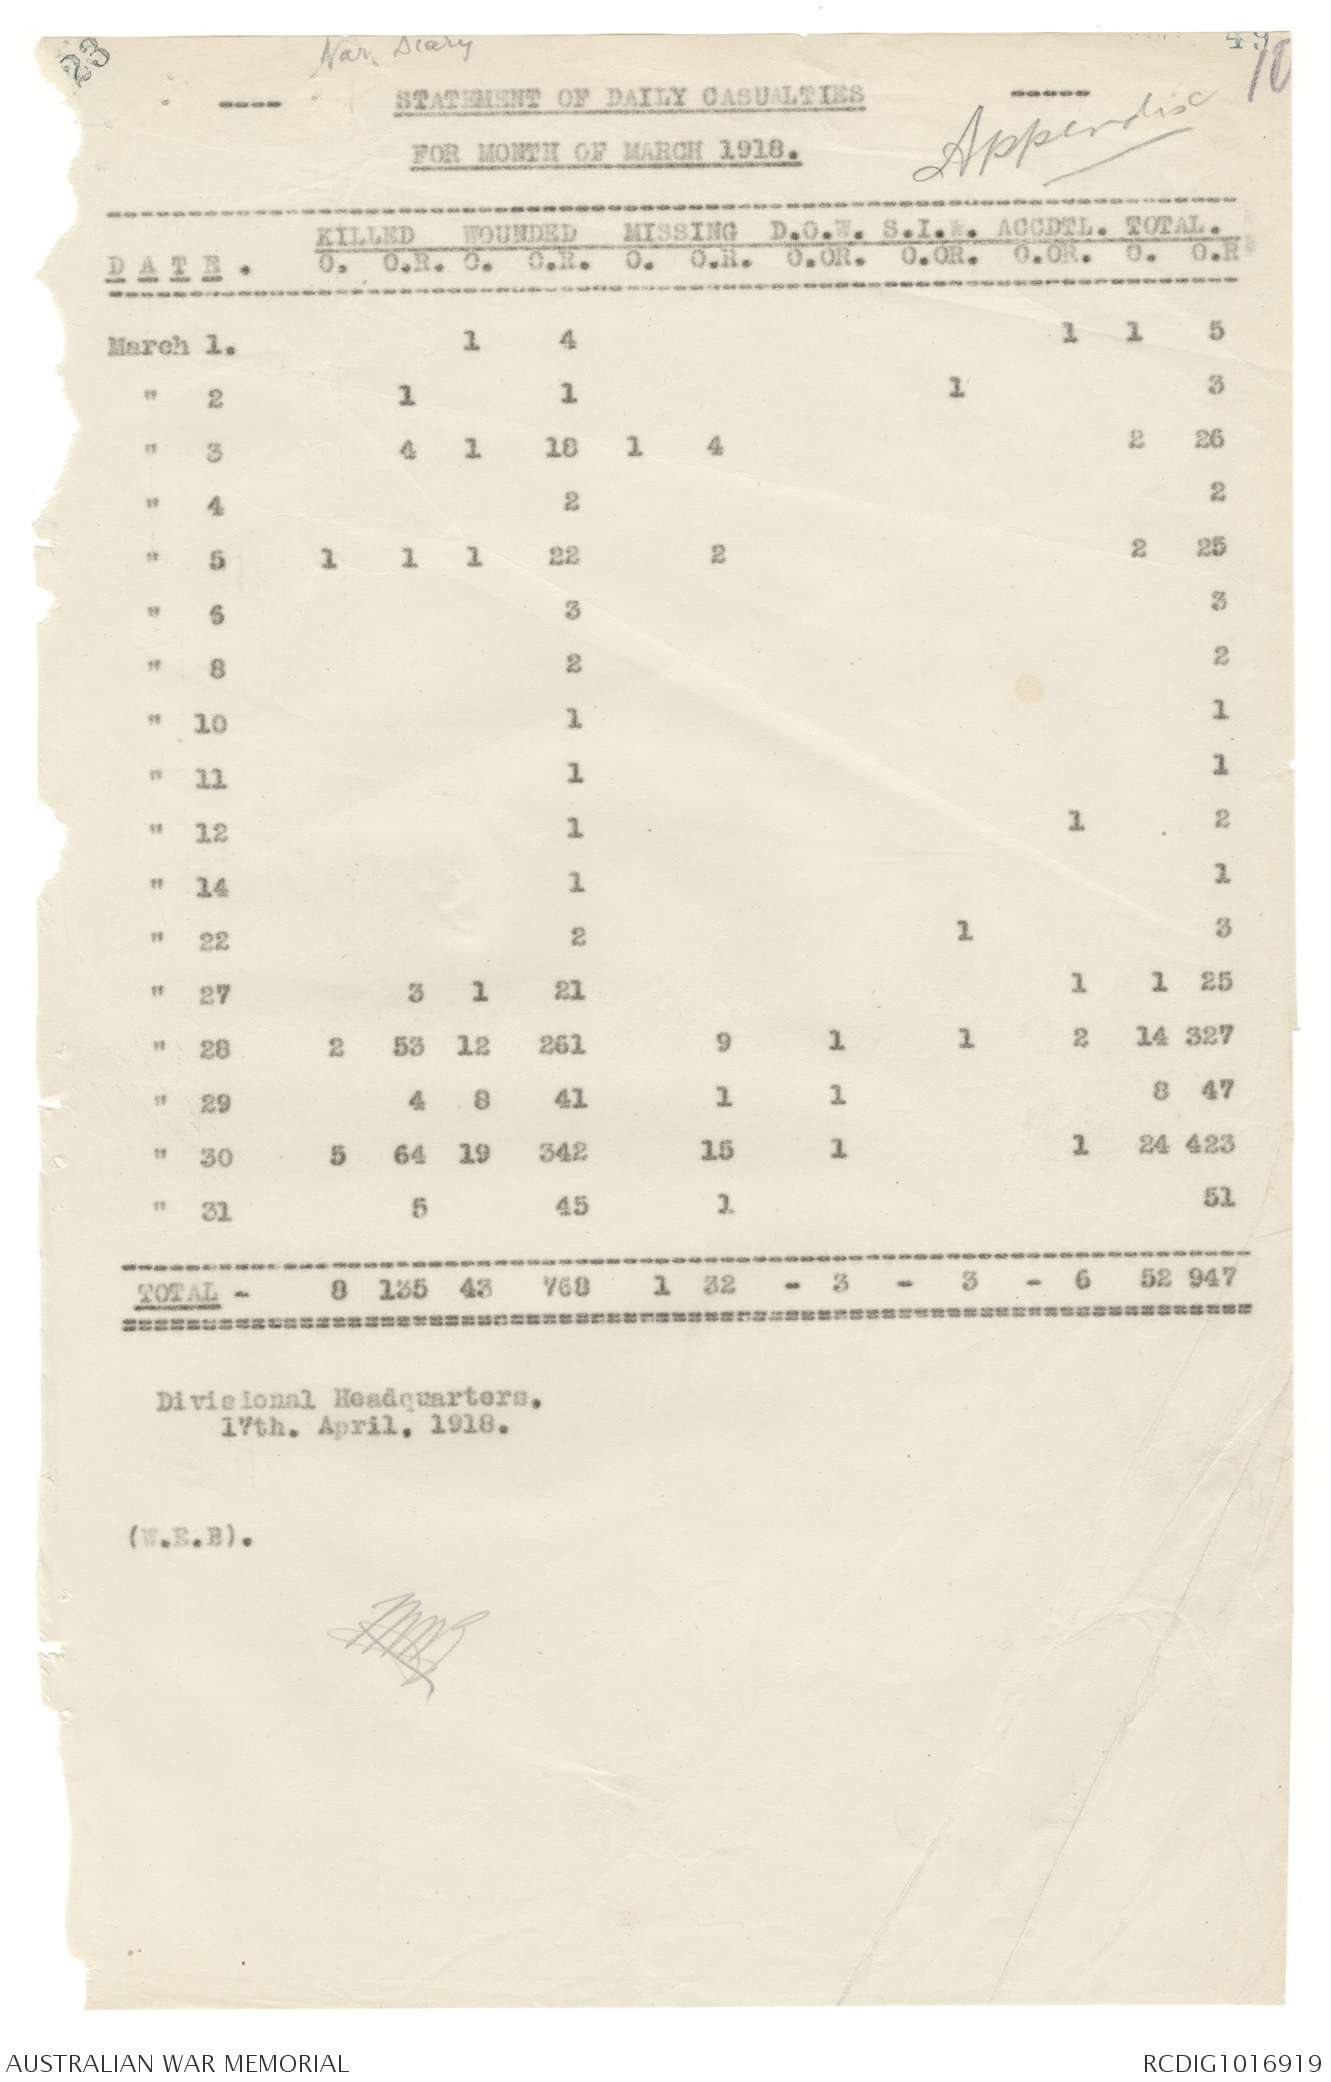 23
War Diary
49
10
---- STATEMENT OF DAILY CASUALTIES -----
FOR MONTH OF MARCH 1918.
Appendix
KILLED WOUNDED MISSING D.O.W. S.I.W. ACCDTL. TOTAL.
DATE. O. O.R. O. O.R. O. O.R. O.OR. O.OR. O.OR. O. O.R
March 1. 1 4 1 1 5
" 2 1 1 1 3
" 3 4 1 18 1 4 2 26
" 4 2 2
" 5 1 1 1 22 2 2 25
" 6 3 3
" 8 2 2
" 10 1 1
" 11 1 1
" 12 1 1 2
" 14 1 1
" 22 2 1 3
" 27 3 1 21 1 1 25
" 28 2 53 12 261 9 1 1 2 14 327
" 29 4 8 41 1 1 8 47
" 30 5 64 19 342 15 1 1 24 423
" 31 5 45 1 51
TOTAL - 8 135 43 768 1 32 - 3 - 3 - 6 52 947
Divisional Headquarters.
17th. April, 1918.
(W.E.B).
AUSTRALIAN WAR MEMORIAL
RCDIG1016919